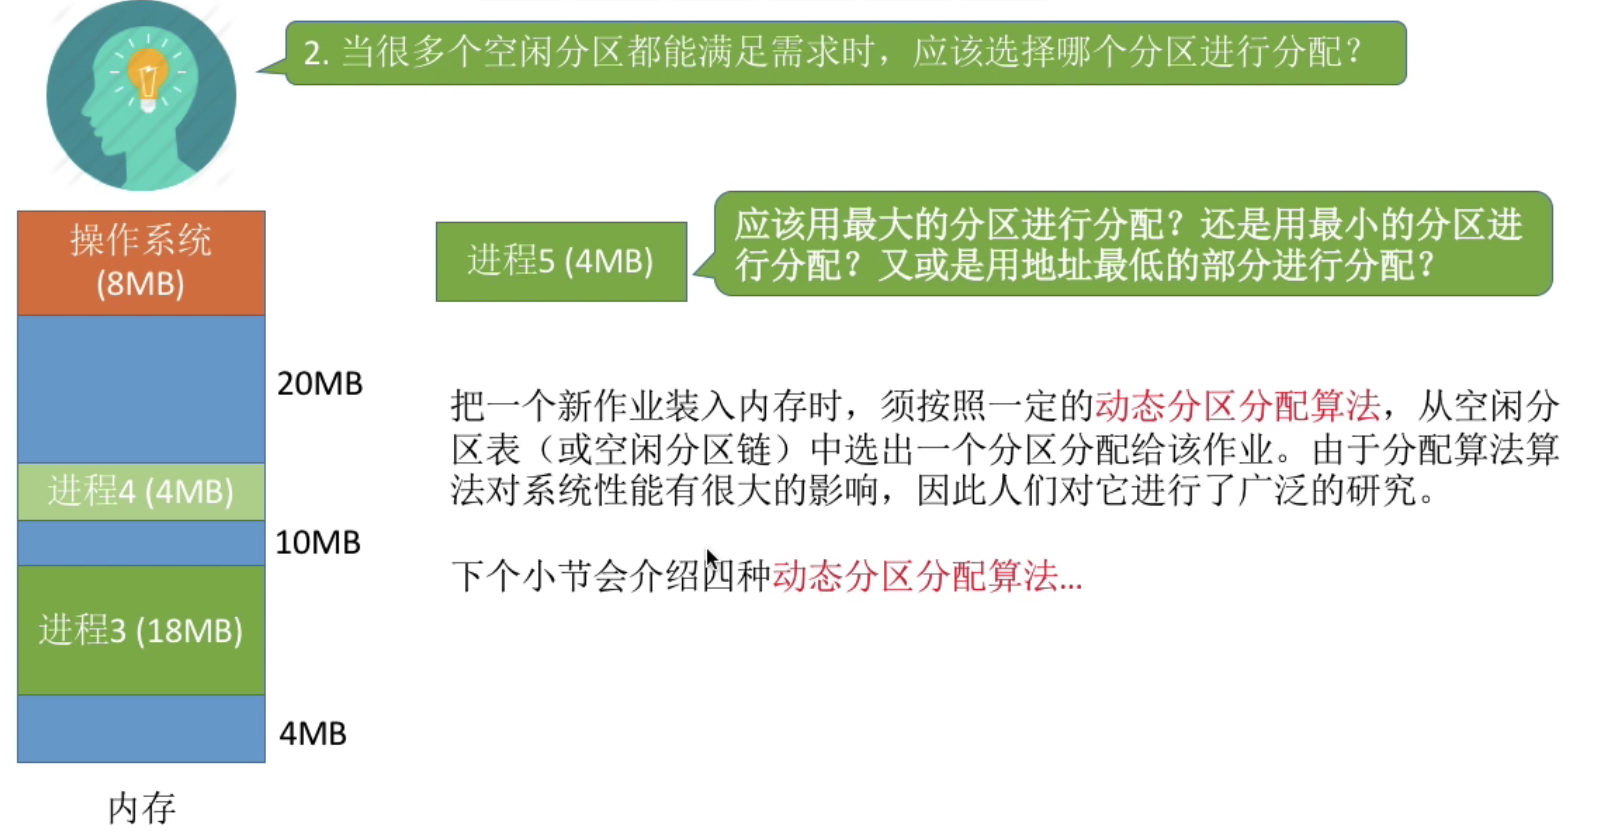 2. 当很多个空闲分区都能满足需求时，应该选择哪个分区进行分配？
操作系统
(8MB)
20MB
进程4 (4MB)
10MB
进程3 (18MB)
4MB
内存
进程5 (4MB)
应该用最大的分区进行分配？还是用最小的分区进
行分配？又或是用地址最低的部分进行分配？
把一个新作业装入内存时，须按照一定的动态分区分配算法，从空闲分
区表（或空闲分区链）中选出一个分区分配给该作业。由于分配算法算
法对系统性能有很大的影响，因此人们对它进行了广泛的研究。
下个小节会介绍四种动态分区分配算法...